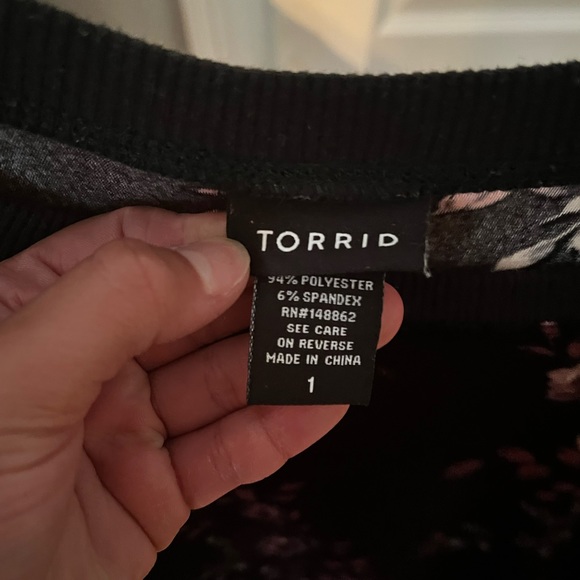 TORRID
94% POLYESTER
6% SPANDEX
RN#148862
SEE CARE
ON REVERSE
MADE IN CHINA
1